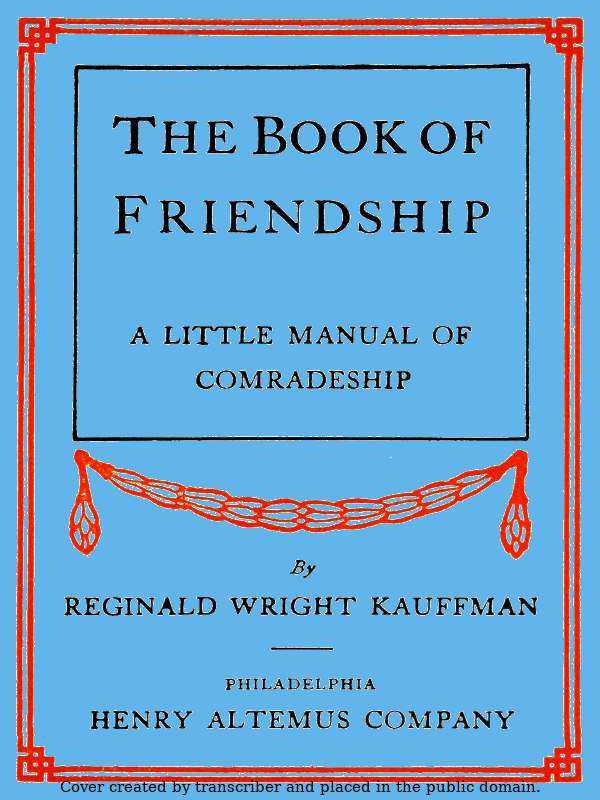 THE BOOK OF
FRIENDSHIP
A LITTLE MANUAL OF
COMRADESHIP
By
REGINALD WRIGHT KAUFFMAN
PHILADELPHIA
HENRY ALTEMUS COMPANY
Cover created by transcriber and placed in the public domain.